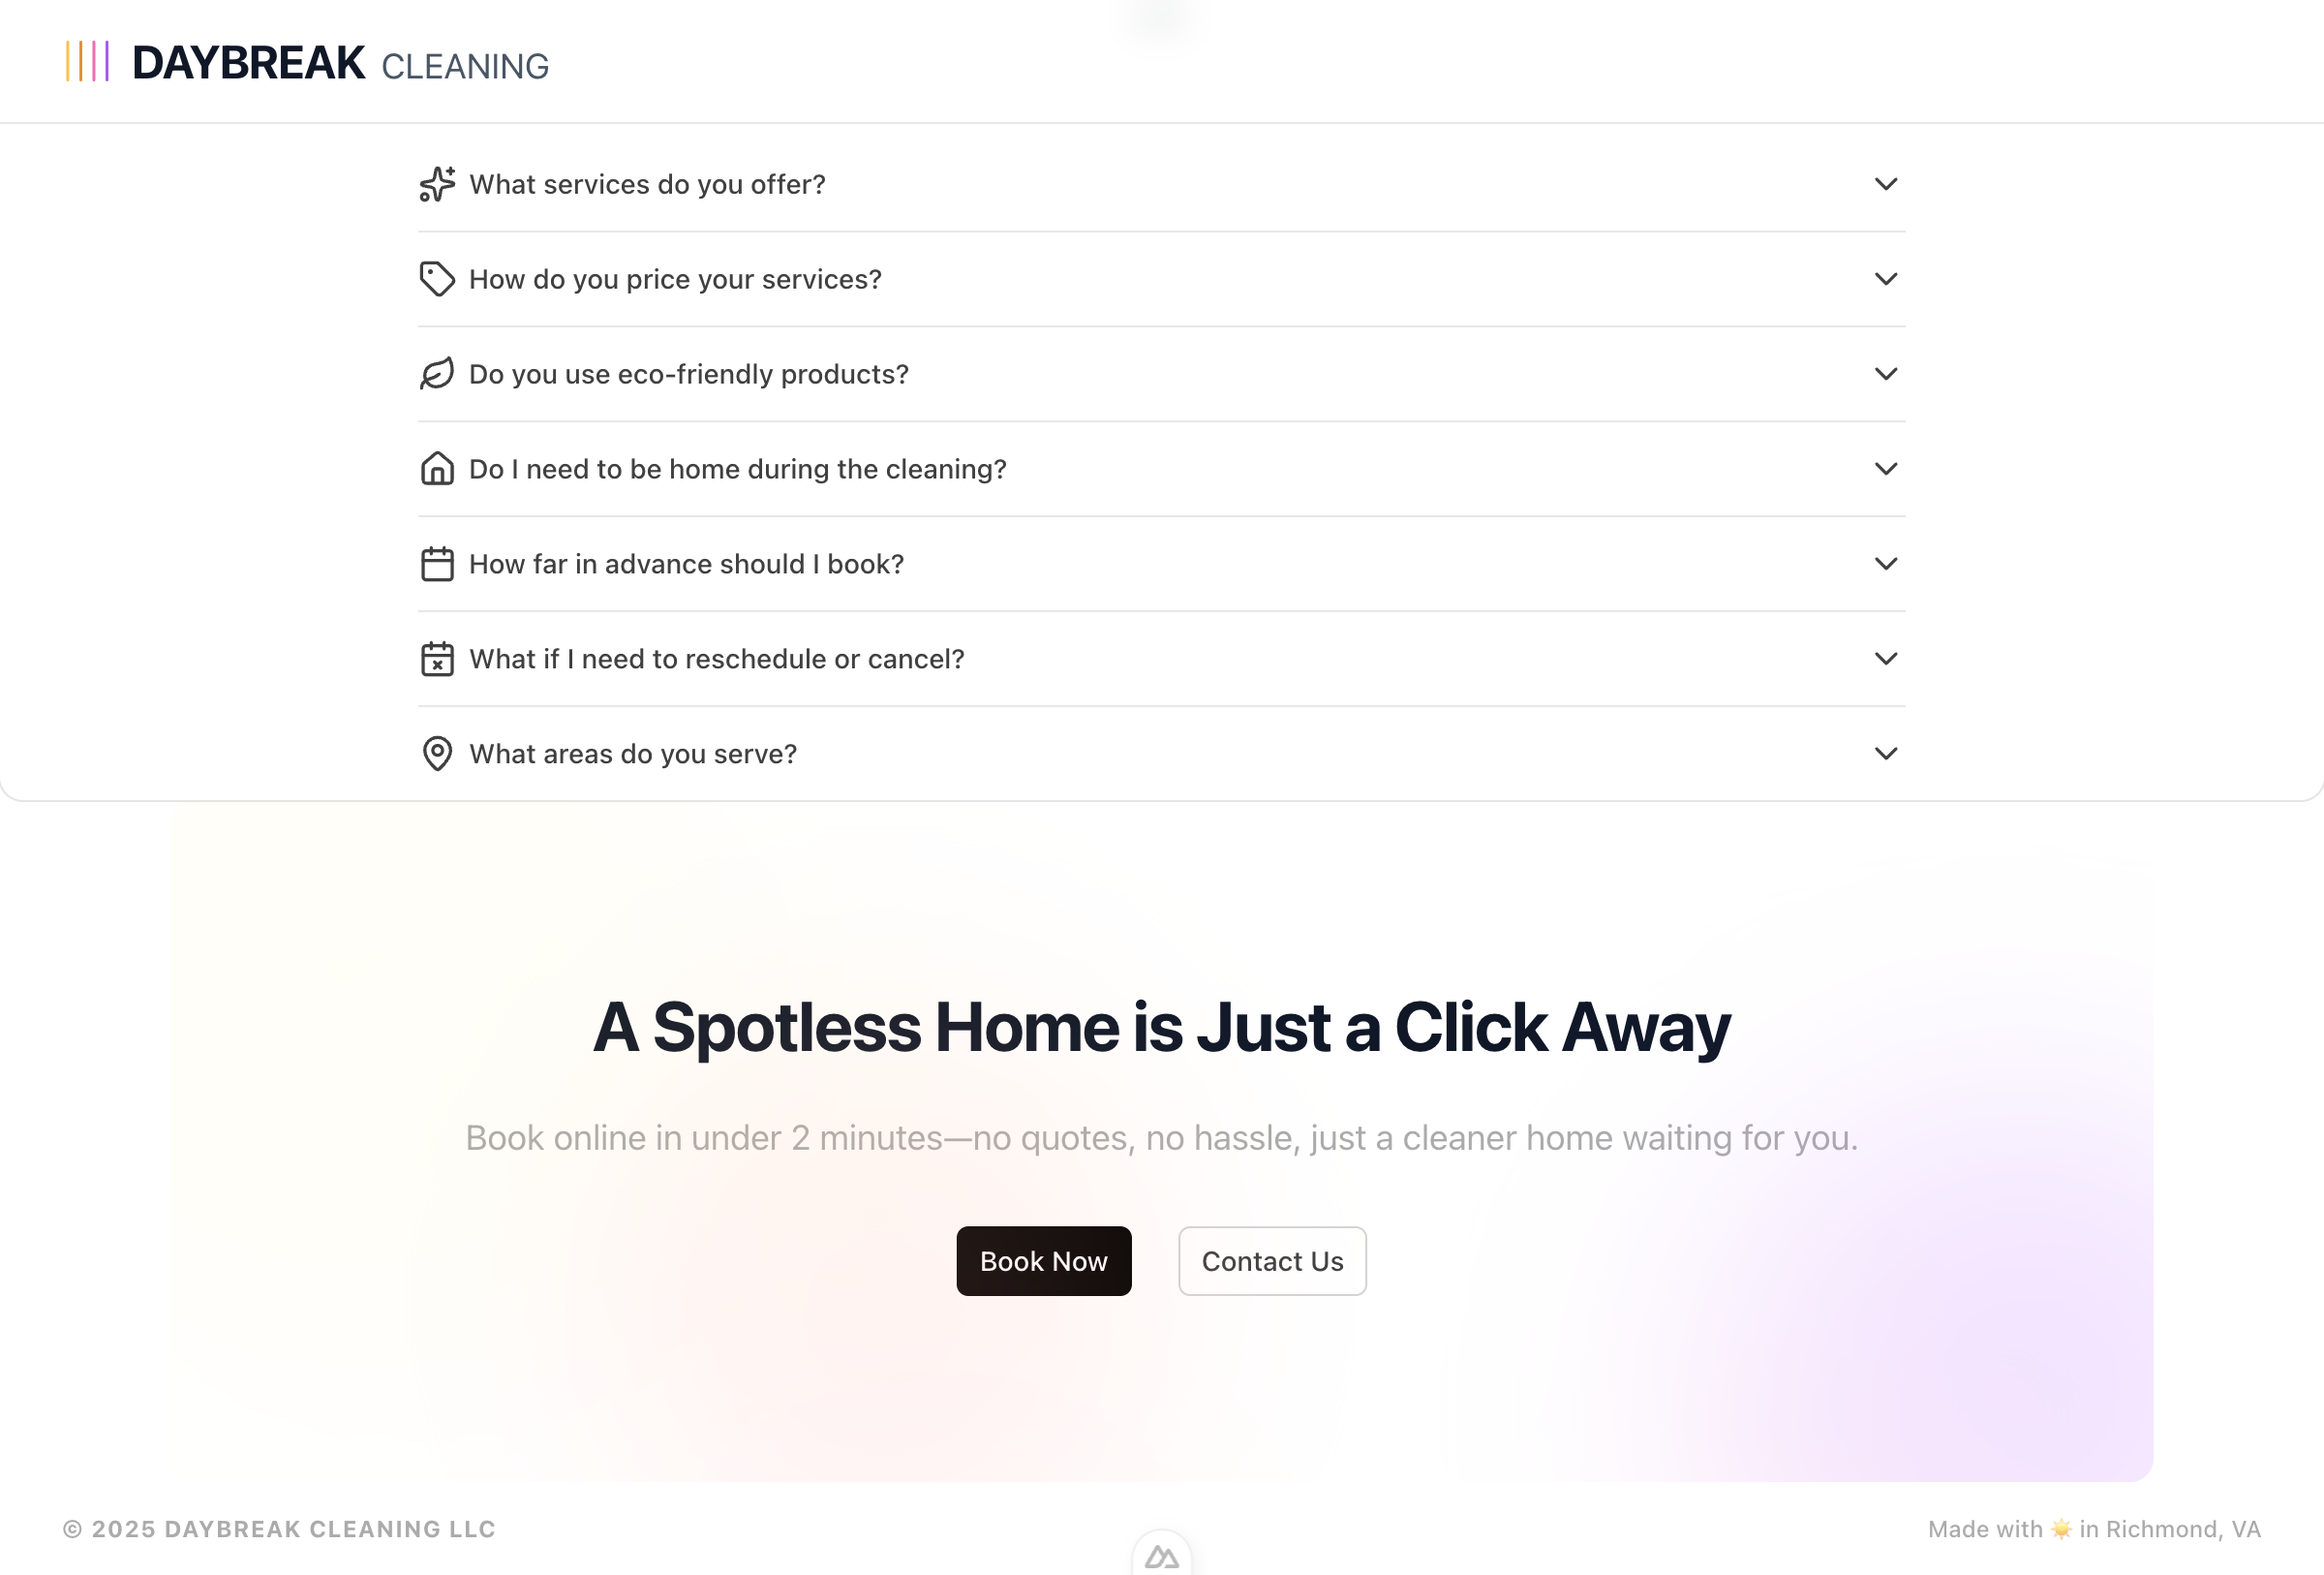 DAYBREAK CLEANING
What services do you offer?
How do you price your services?
Do you use eco-friendly products?
Do I need to be home during the cleaning?
How far in advance should I book?
What if I need to reschedule or cancel?
What areas do you serve?
A Spotless Home is Just a Click Away
Book online in under 2 minutes—no quotes, no hassle, just a cleaner home waiting for you.
Book Now Contact Us
© 2025 DAYBREAK CLEANING LLC Made with ☀️ in Richmond, VA